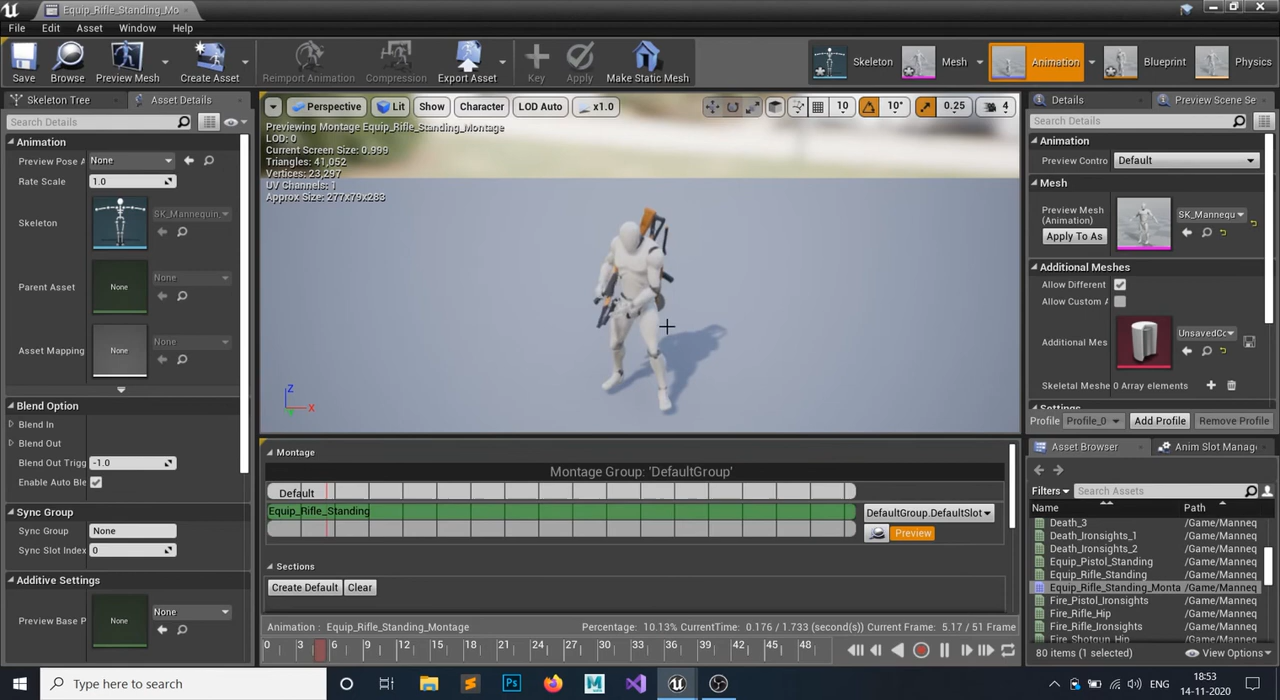 Equip_Rifle_Standing_Mo
File Edit Asset Window Help
Save Browse Preview Mesh Create Asset Reimport Animation Compression Export Asset Key Apply Make Static Mesh Skeleton Mesh Animation Blueprint Physics
Skeleton Tree Asset Details
Search Details
Animation
Preview Pose A None
Rate Scale 1.0
Skeleton SK_Mannequin_
Parent Asset None None
Asset Mapping None None
Blend Option
Blend In
Blend Out
Blend Out Trigg -1.0
Enable Auto Ble
Sync Group
Sync Group None
Sync Slot Index 0
Additive Settings
Preview Base P None None
Perspective Lit Show Character LOD Auto x1.0 10 10° 0.25 4
Previewing Montage Equip_Rifle_Standing_Montage
LOD: 0
Current Screen Size: 0.999
Triangles: 41,052
Vertices: 23,297
UV Channels: 1
Approx Size: 277x79x283
Z
X
Montage
Montage Group: 'DefaultGroup'
Default
Equip_Rifle_Standing DefaultGroup.DefaultSlot
Preview
Sections
Create Default Clear
Animation : Equip_Rifle_Standing_Montage Percentage: 10.13% CurrentTime: 0.176 / 1.733 (second(s)) Current Frame: 5.17 / 51 Frame
0 3 6 9 12 15 18 21 24 27 30 33 36 39 42 45 48
Details Preview Scene Se
Search Details
Animation
Preview Contro Default
Mesh
Preview Mesh
(Animation)
SK_Mannequ
Apply To As
Additional Meshes
Allow Different
Allow Custom A
Additional Mes UnsavedCc
Skeletal Meshe 0 Array elements
Settings
Profile Profile_0 Add Profile Remove Profile
Asset Browser Anim Slot Manag
Filters Search Assets
Name Path
Death_3 /Game/Manneq
Death_Ironsights_1 /Game/Manneq
Death_Ironsights_2 /Game/Manneq
Equip_Pistol_Standing /Game/Manneq
Equip_Rifle_Standing /Game/Manneq
Equip_Rifle_Standing_Monta /Game/Manneq
Fire_Pistol_Ironsights /Game/Manneq
Fire_Rifle_Hip /Game/Manneq
Fire_Rifle_Ironsights /Game/Manneq
Fire_Shotgun_Hip /Game/Manneq
80 items (1 selected) View Options
Type here to search
Ps
M
18:53
14-11-2020